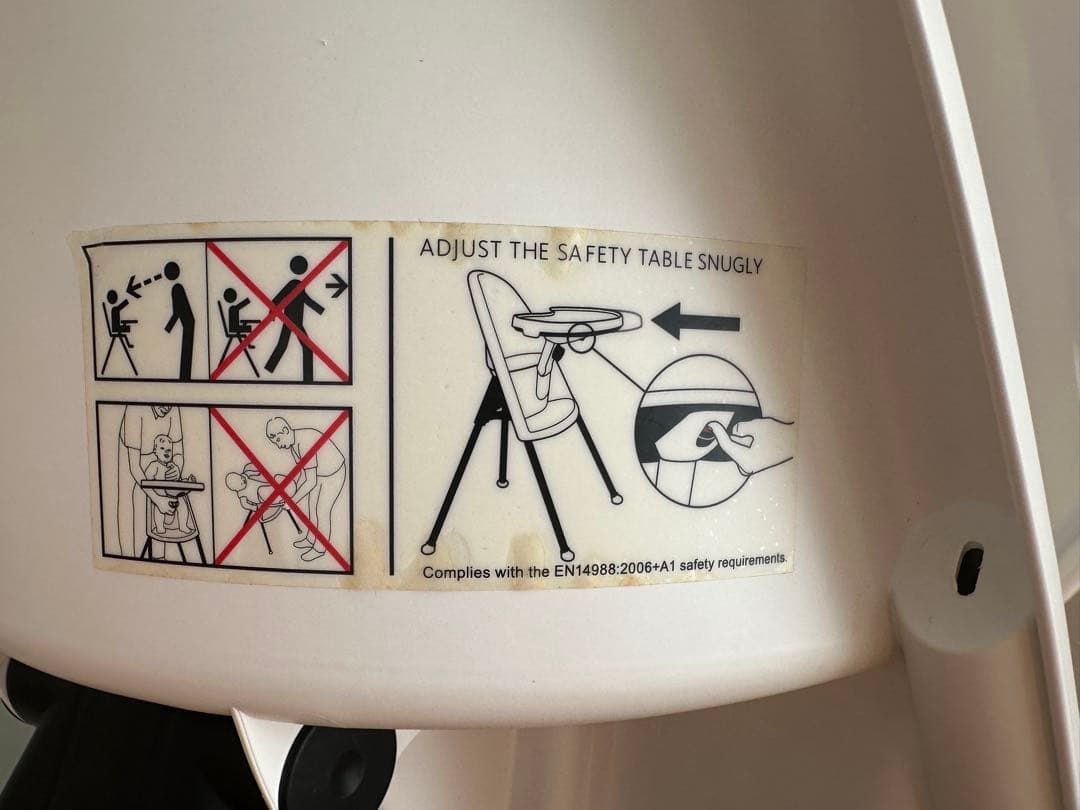 ADJUST THE SAFETY TABLE SNUGLY
Complies with the EN14988:2006+A1 safety requirements.